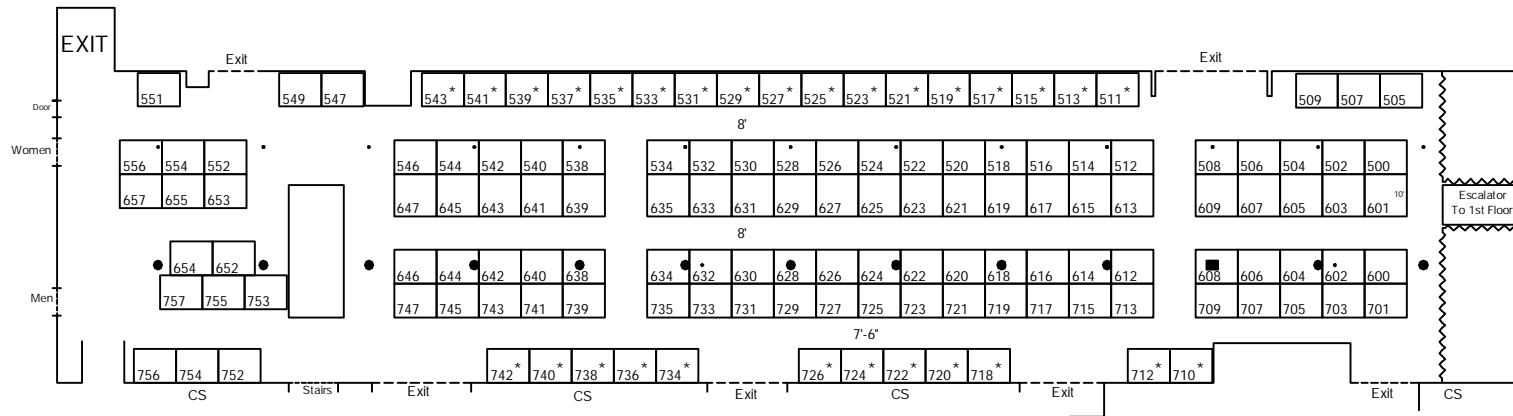 EXIT
Exit
Exit
551 549 547 543* 541* 539* 537* 535* 533* 531* 529* 527* 525* 523* 521* 519* 517* 515* 513* 511* 509 507 505
Door
8'
Women
556 554 552 546 544 542 540 538 534 532 530 528 526 524 522 520 518 516 514 512 508 506 504 502 500
657 655 653 647 645 643 641 639 635 633 631 629 627 625 623 621 619 617 615 613 609 607 605 603 601
10'
Escalator
To 1st Floor
8'
654 652 646 644 642 640 638 634 632 630 628 626 624 622 620 618 616 614 612 608 606 604 602 600
Men
757 755 753 747 745 743 741 739 735 733 731 729 727 725 723 721 719 717 715 713 709 707 705 703 701
7'-6"
756 754 752 742* 740* 738* 736* 734* 726* 724* 722* 720* 718* 712* 710*
CS Stairs Exit CS Exit CS Exit Exit CS